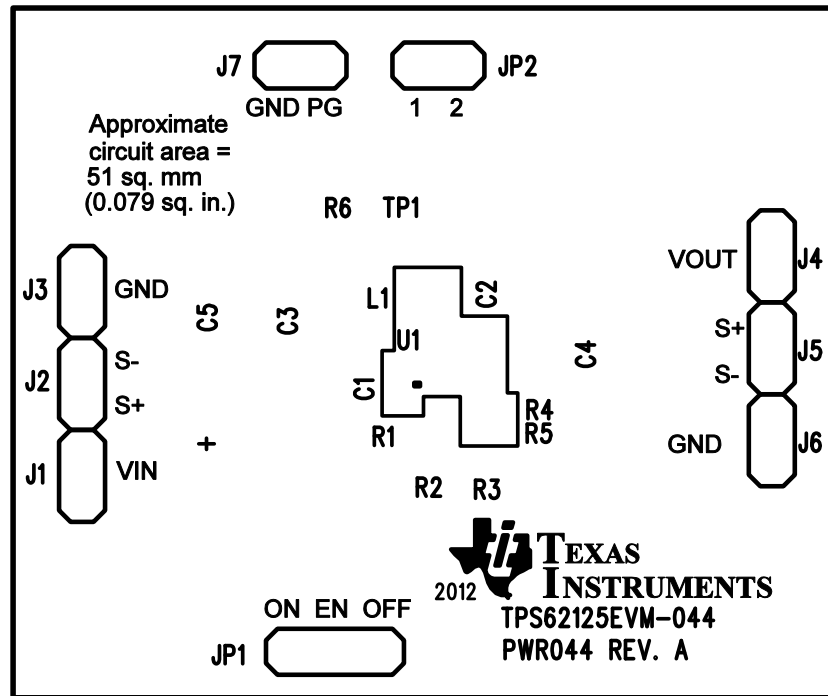 J7
JP2
GND PG
1 2
Approximate
circuit area =
51 sq. mm
(0.079 sq. in.)
R6 TP1
J3
GND
C5
C3
L1
C2
U1
VOUT
J4
J2
S-
S+
C1
C4
S+
S-
J5
R4
R5
R1
J1
VIN
+
GND
J6
R2
R3
2012
TEXAS
INSTRUMENTS
TPS62125EVM-044
PWR044 REV. A
ON EN OFF
JP1